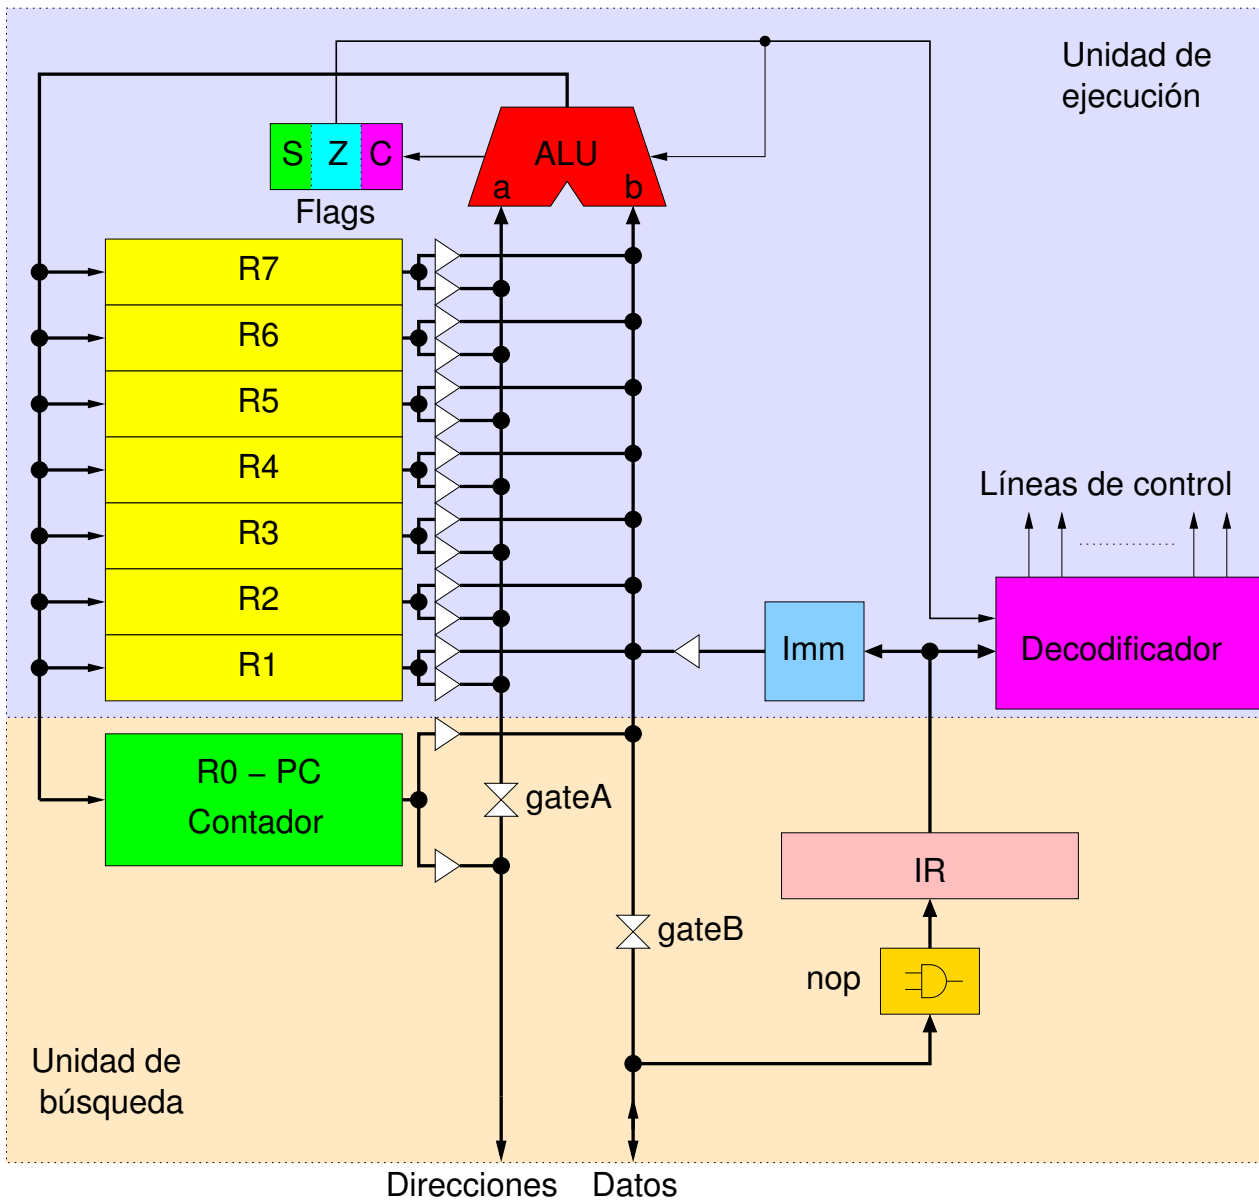 Unidad de
ejecución
S Z C
Flags
ALU
a b
R7
R6
R5
R4
R3
R2
R1
Líneas de control
Imm
Decodificador
R0 – PC
Contador
gateA
IR
gateB
nop
Unidad de
búsqueda
Direcciones Datos